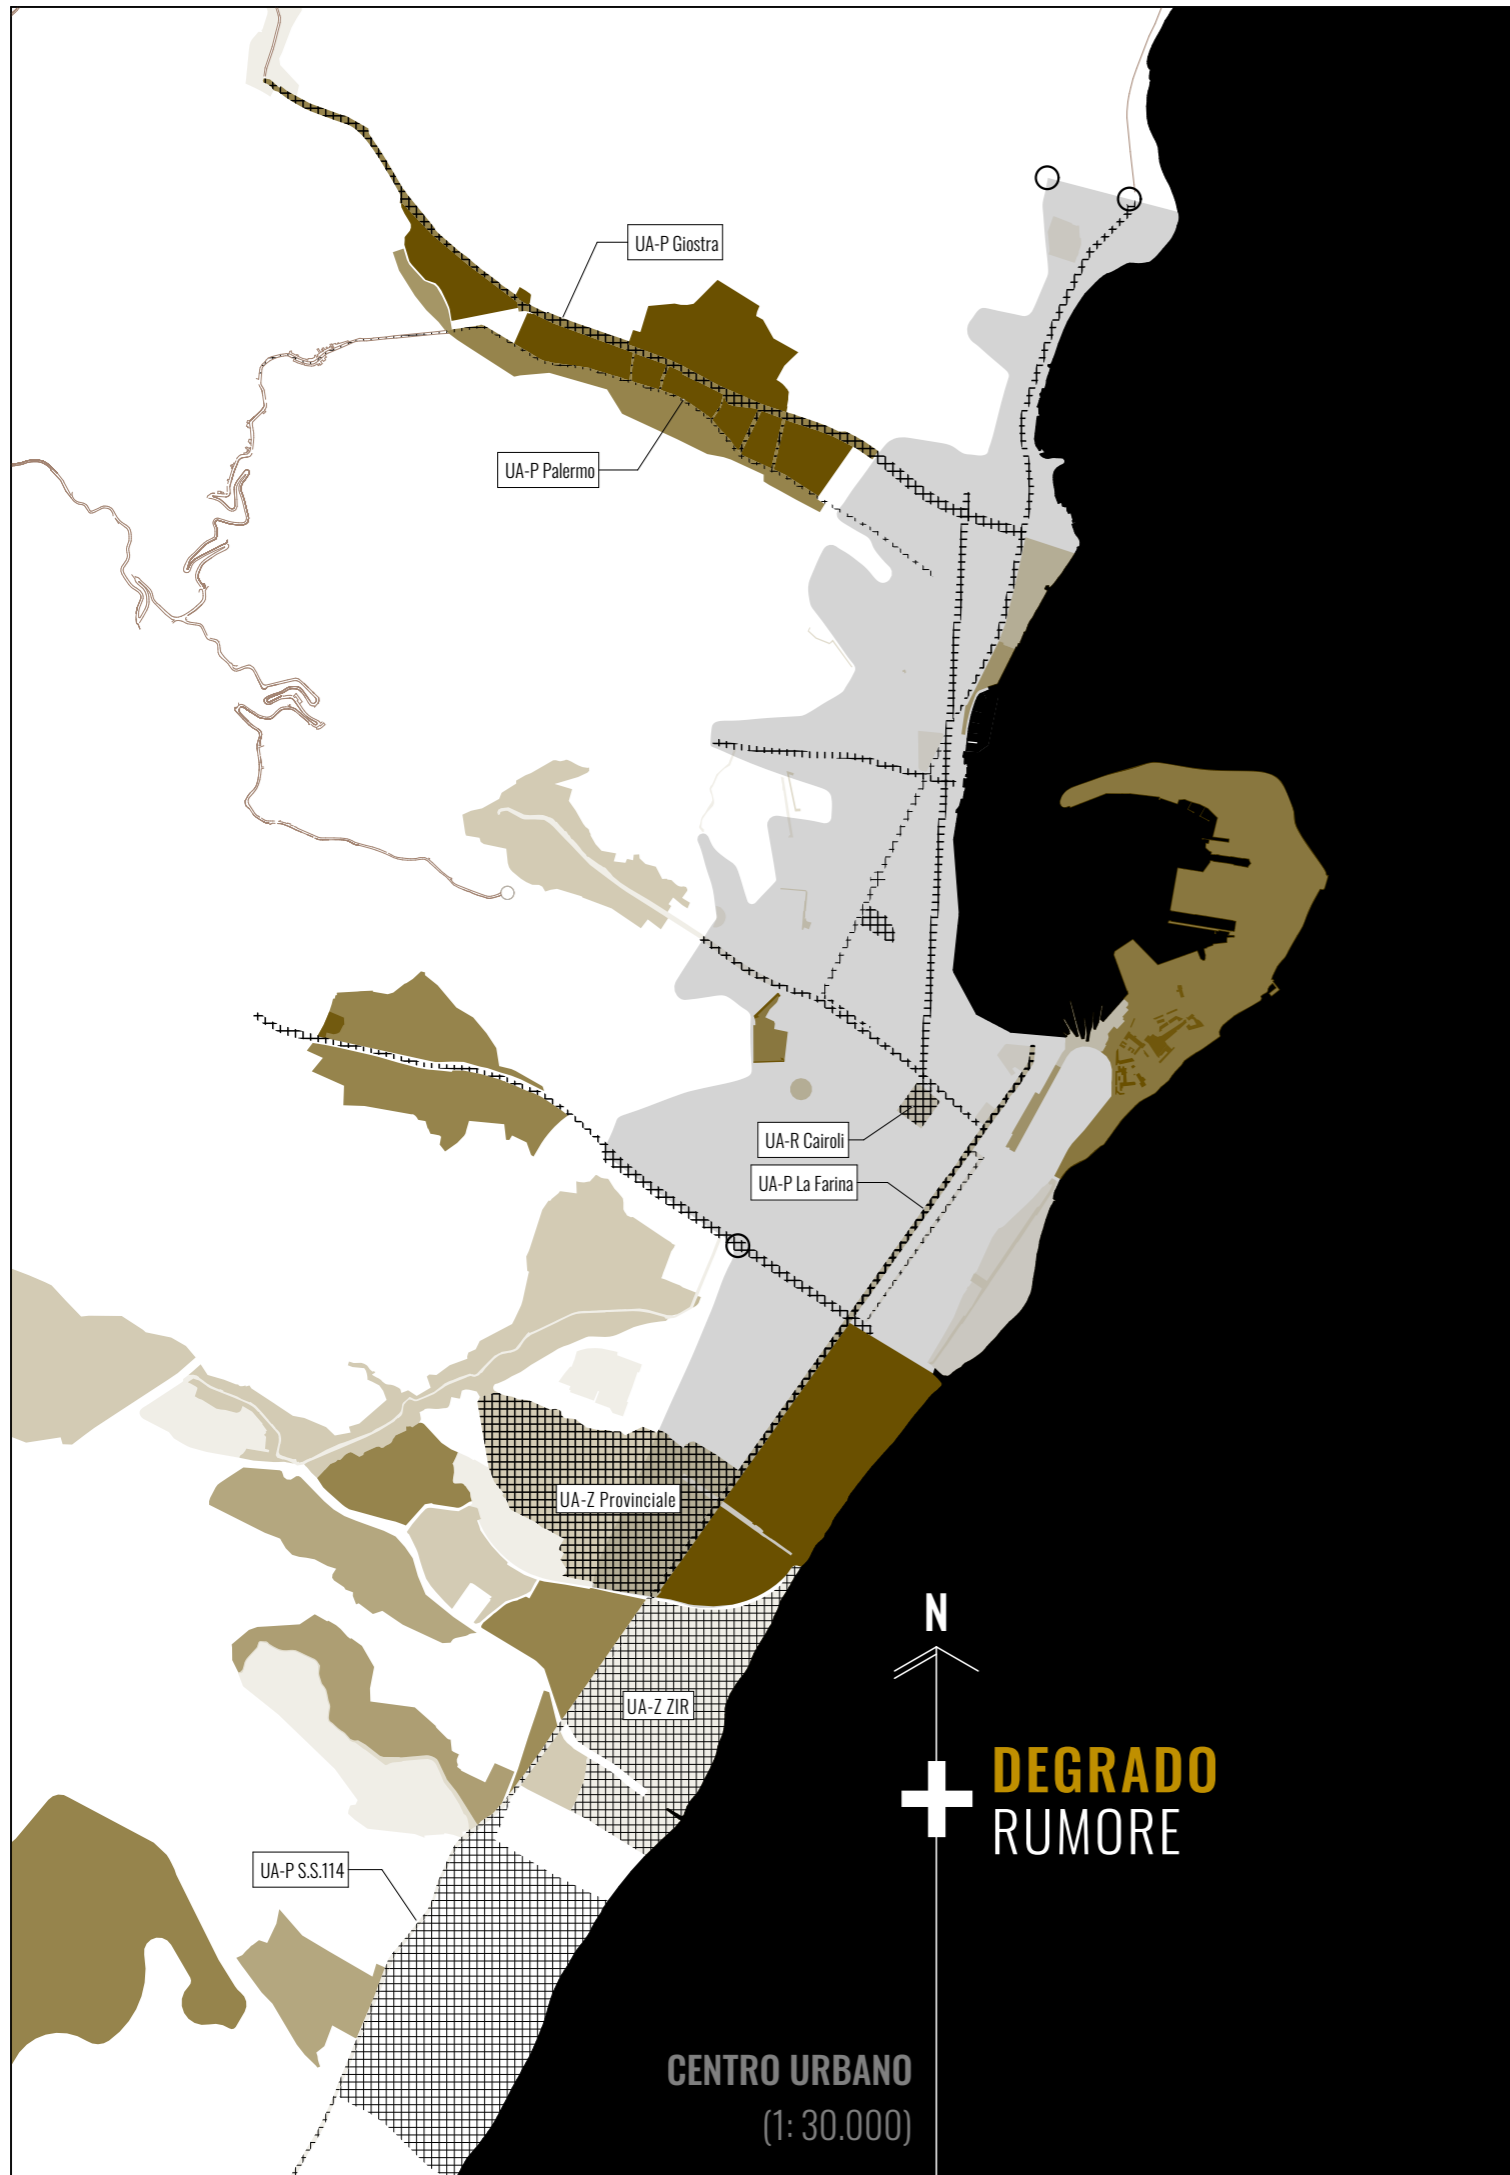 UA-P Giostra
UA-P Palermo
UA-R Cairoli
UA-P La Farina
UA-Z Provinciale
N
UA-Z ZIR
DEGRADO
RUMORE
UA-P S.S.114
CENTRO URBANO
(1: 30.000)